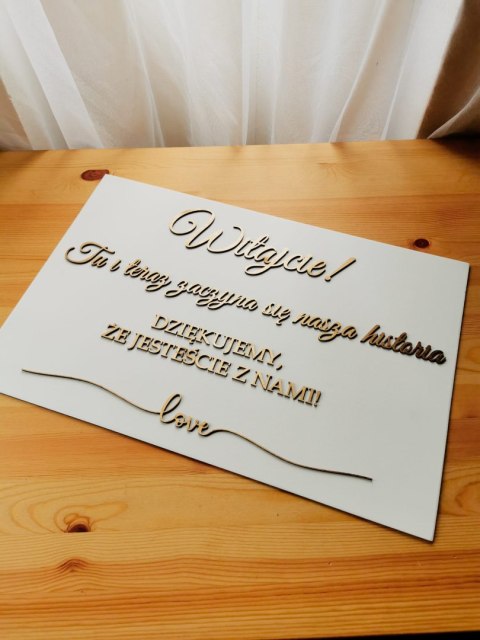 Witajcie!
Tu i teraz zaczyna się nasza historia
DZIĘKUJEMY,
ŻE JESTEŚCIE Z NAMI!
love